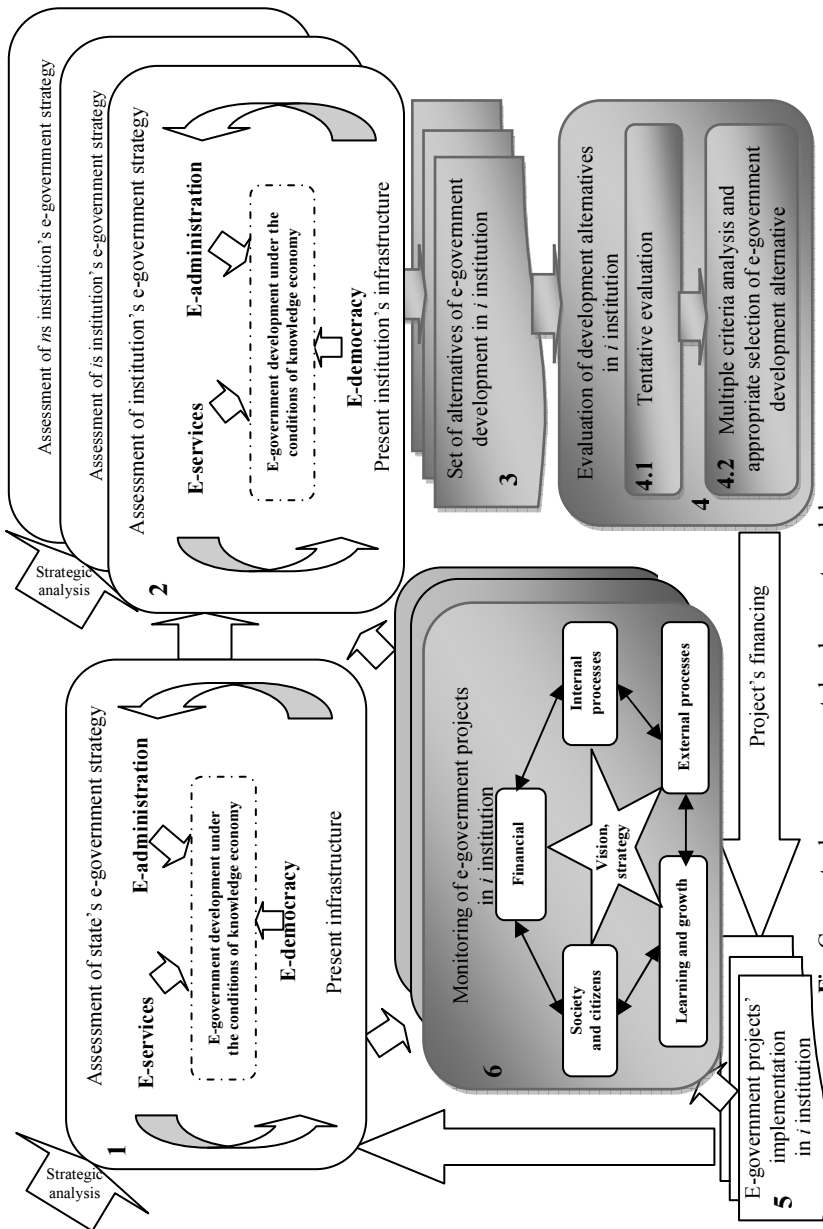 Strategic
analysis
1
Assessment of state's e-government strategy
E-services
E-administration
E-government development under
the conditions of knowledge economy
E-democracy
Present infrastructure
Strategic
analysis
Assessment of ns institution's e-government strategy
Assessment of is institution's e-government strategy
Assessment of institution's e-government strategy
2
E-services
E-administration
E-government development under the
conditions of knowledge economy
E-democracy
Present institution's infrastructure
Set of alternatives of e-government
development in i institution
3
Evaluation of development alternatives
in i institution
4.1 Tentative evaluation
4
4.2 Multiple criteria analysis and
appropriate selection of e-government
development alternative
Project's financing
E-government projects'
implementation
in i institution
5
6
Monitoring of e-government projects
in i institution
Financial
Society
and citizens
Internal
processes
Vision,
strategy
Learning and growth
External processes
Fig.